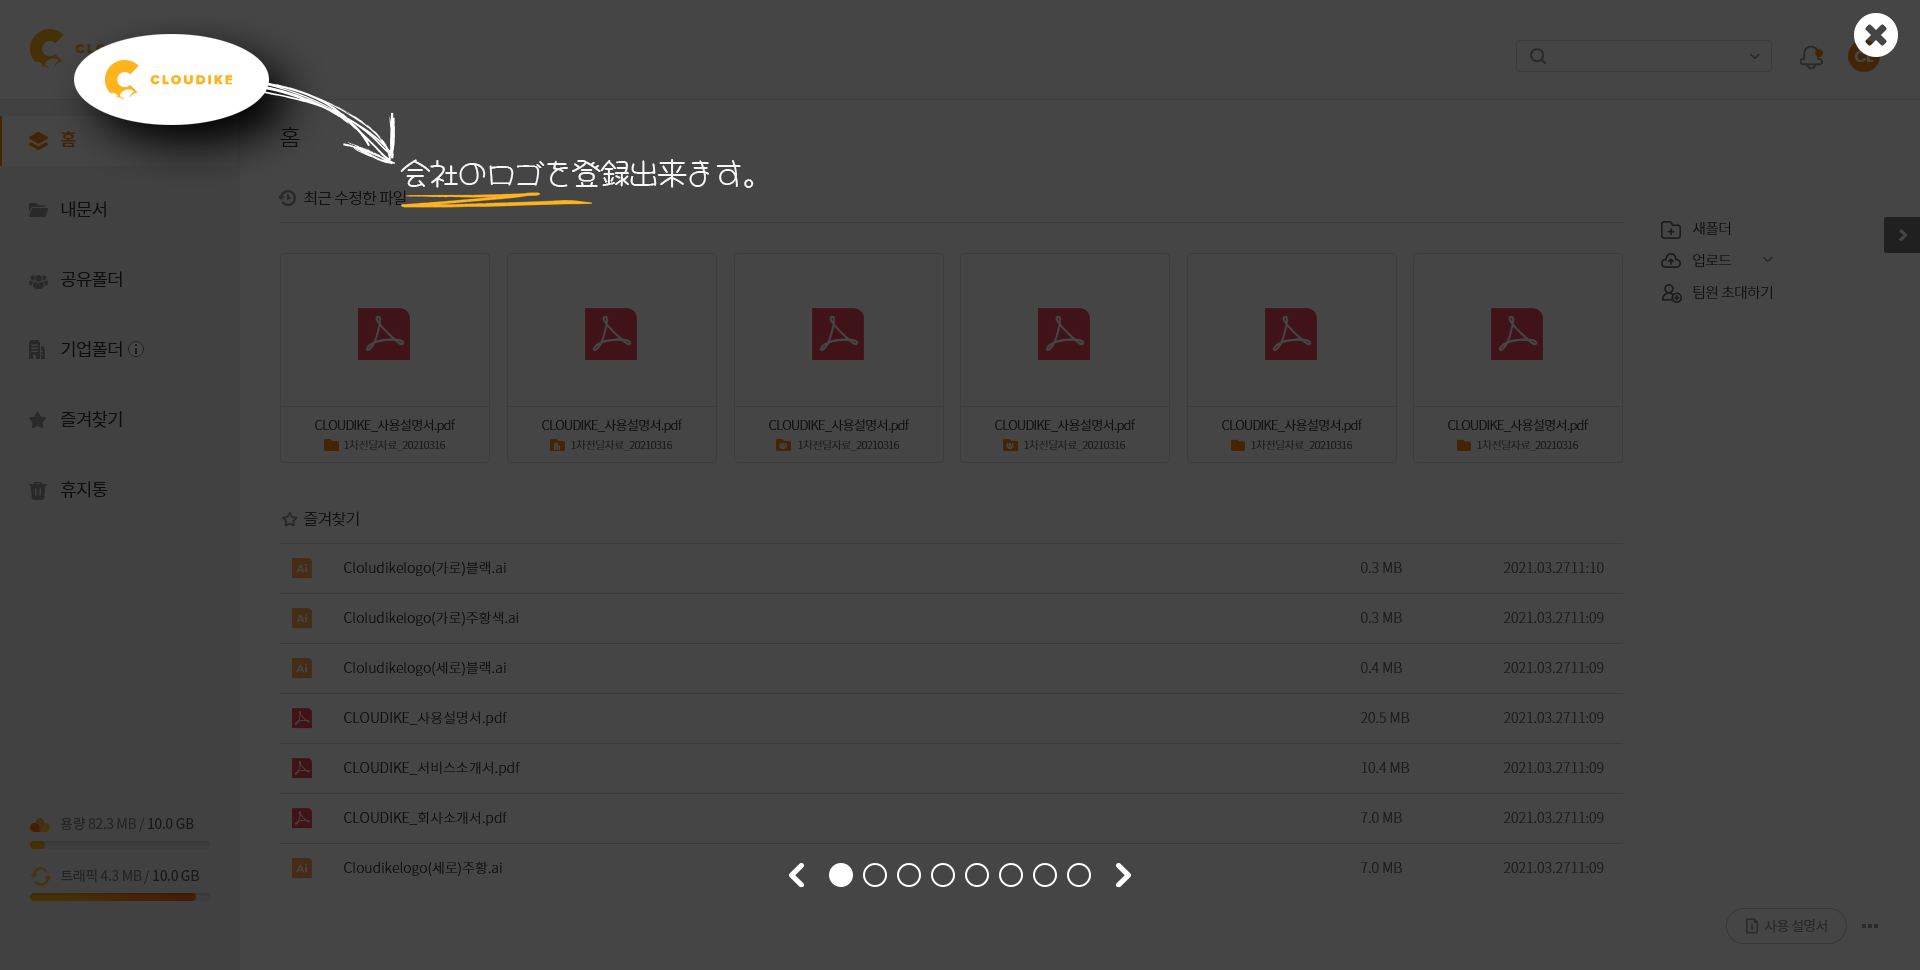 CLOUDIKE
会社のロゴを登録出来きす。
홈
내문서
공유폴더
기업폴더
즐겨찾기
휴지통
용량 82.3 MB / 10.0 GB
트래픽 4.3 MB / 10.0 GB
홈
최근 수정한 파일
CLOUDIKE_사용설명서.pdf
1차전달자료_20210316
CLOUDIKE_사용설명서.pdf
1차전달자료_20210316
CLOUDIKE_사용설명서.pdf
1차전달자료_20210316
CLOUDIKE_사용설명서.pdf
1차전달자료_20210316
CLOUDIKE_사용설명서.pdf
1차전달자료_20210316
CLOUDIKE_사용설명서.pdf
1차전달자료_20210316
새폴더
업로드
팀원 초대하기
즐겨찾기
Ai Cloludikelogo(가로)블랙.ai 0.3 MB 2021.03.2711:10
Ai Cloludikelogo(가로)주황색.ai 0.3 MB 2021.03.2711:09
Ai Cloludikelogo(세로)블랙.ai 0.4 MB 2021.03.2711:09
CLOUDIKE_사용설명서.pdf 20.5 MB 2021.03.2711:09
CLOUDIKE_서비스소개서.pdf 10.4 MB 2021.03.2711:09
CLOUDIKE_회사소개서.pdf 7.0 MB 2021.03.2711:09
Ai Cloudikelogo(세로)주황.ai 7.0 MB 2021.03.2711:09
사용 설명서